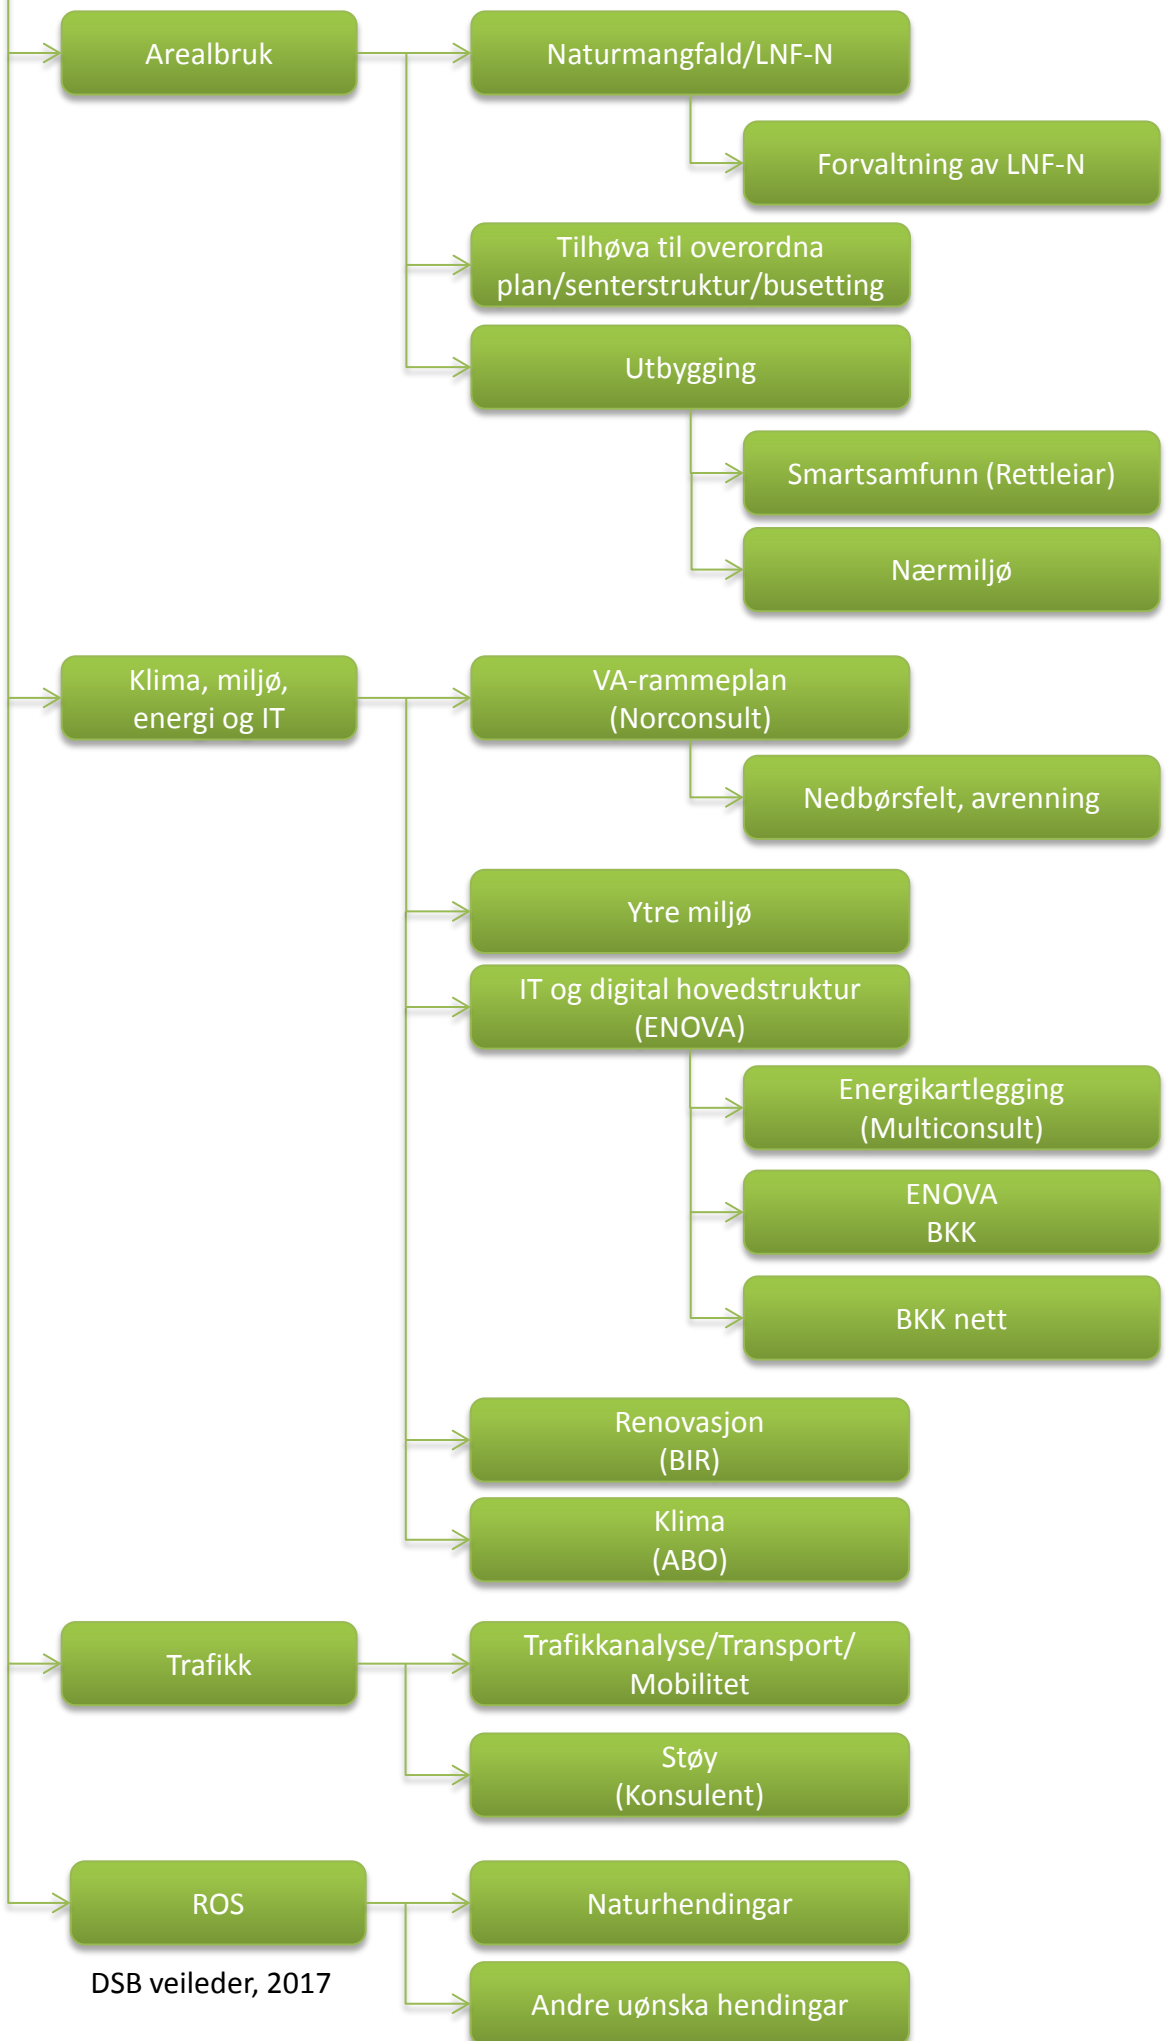 Arealbruk
Naturmangfald/LNF-N
Forvaltning av LNF-N
Tilhøva til overordna
plan/senterstruktur/busetting
Utbygging
Smartsamfunn (Rettleiar)
Nærmiljø
Klima, miljø,
energi og IT
VA-rammeplan
(Norconsult)
Nedbørsfelt, avrenning
Ytre miljø
IT og digital hovedstruktur
(ENOVA)
Energikartlegging
(Multiconsult)
ENOVA
BKK
BKK nett
Renovasjon
(BIR)
Klima
(ABO)
Trafikk
Trafikkanalyse/Transport/
Mobilitet
Støy
(Konsulent)
ROS
DSB veileder, 2017
Naturhendingar
Andre uønska hendingar